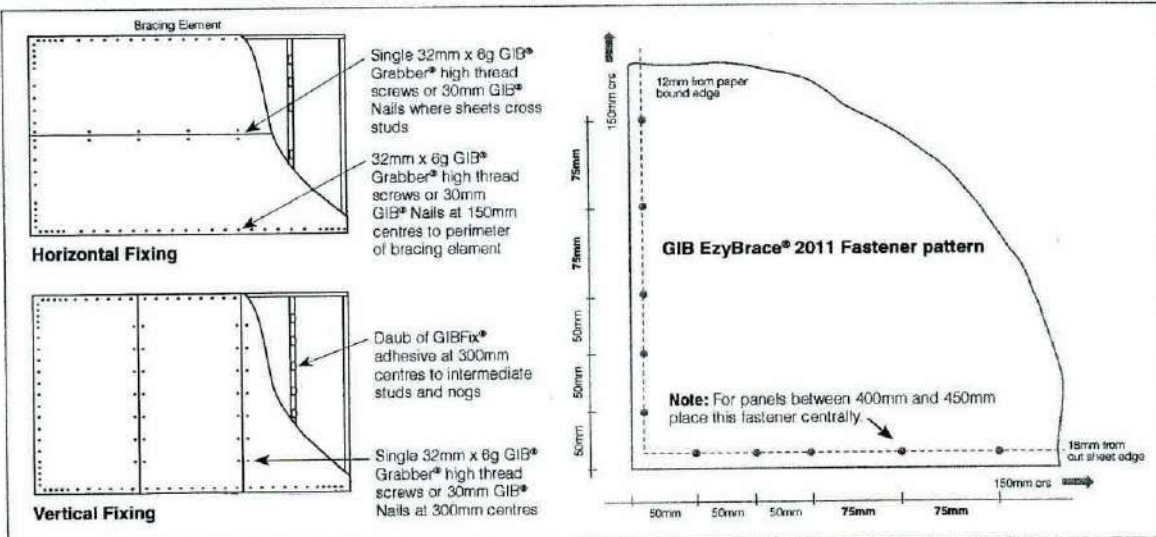 Bracing Element
Single 32mm x 6g GIB®
Grabber® high thread
screws or 30mm GIB®
Nails where sheets cross
studs
32mm x 6g GIB®
Grabber® high thread
screws or 30mm
GIB® Nails at 150mm
centres to perimeter
of bracing element
Horizontal Fixing
Daub of GIBFix®
adhesive at 300mm
centres to intermediate
studs and nogs
Single 32mm x 6g GIB®
Grabber® high thread
screws or 30mm GIB®
Nails at 300mm centres
Vertical Fixing
150mm crs
12mm from paper
bound edge
75mm
75mm
50mm
50mm
50mm
GIB EzyBrace® 2011 Fastener pattern
Note: For panels between 400mm and 450mm
place this fastener centrally.
18mm from
cut sheet edge
150mm crs
50mm
50mm
50mm
75mm
75mm